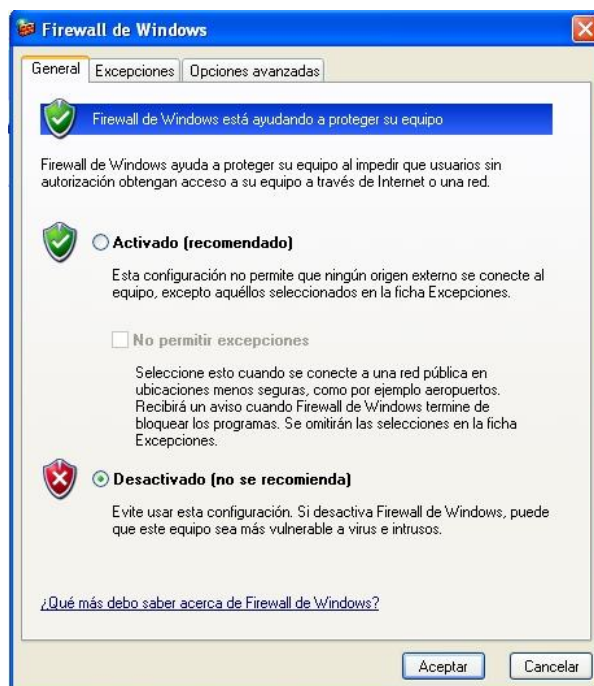 Firewall de Windows
General Excepciones Opciones avanzadas
Firewall de Windows está ayudando a proteger su equipo
Firewall de Windows ayuda a proteger su equipo al impedir que usuarios sin
autorización obtengan acceso a su equipo a través de Internet o una red.
Activado (recomendado)
Esta configuración no permite que ningún origen externo se conecte al
equipo, excepto aquéllos seleccionados en la ficha Excepciones.
No permitir excepciones
Seleccione esto cuando se conecte a una red pública en
ubicaciones menos seguras, como por ejemplo aeropuertos.
Recibirá un aviso cuando Firewall de Windows termine de
bloquear los programas. Se omitirán las selecciones en la ficha
Excepciones.
Desactivado (no se recomienda)
Evite usar esta configuración. Si desactiva Firewall de Windows, puede
que este equipo sea más vulnerable a virus e intrusos.
¿Qué más debo saber acerca de Firewall de Windows?
Aceptar Cancelar